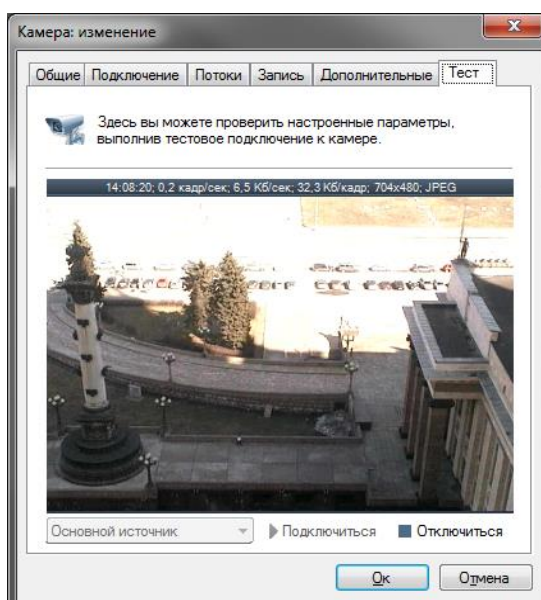 Камера: изменение
Общие Подключение Потоки Запись Дополнительные Тест
Здесь вы можете проверить настроенные параметры,
выполнив тестовое подключение к камере.
14:08:20; 0,2 кадр/сек; 6,5 Кб/сек; 32,3 Кб/кадр; 704x480; JPEG
Основной источник Подключиться Отключиться
Ок Отмена